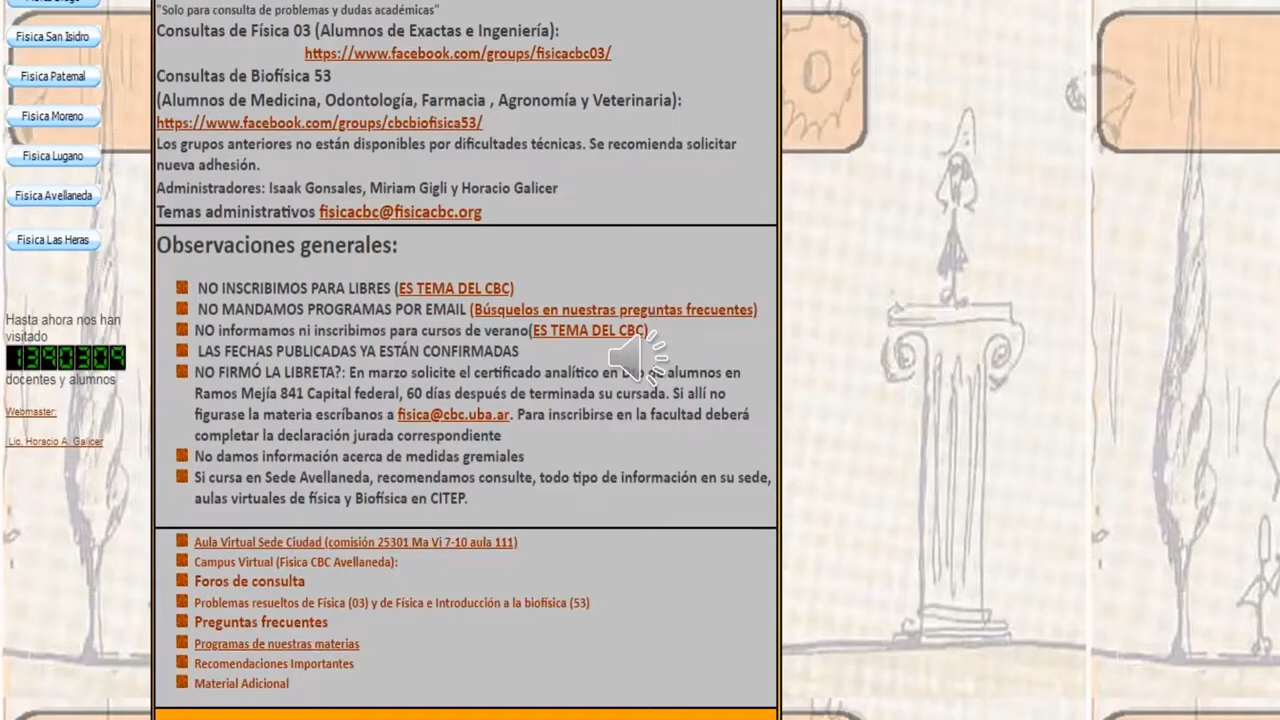 "Solo para consulta de problemas y dudas académicas"
Consultas de Física 03 (Alumnos de Exactas e Ingeniería):
https://www.facebook.com/groups/fisicacbc03/
Consultas de Biofísica 53
(Alumnos de Medicina, Odontología, Farmacia , Agronomía y Veterinaria):
https://www.facebook.com/groups/cbcbiofisica53/
Los grupos anteriores no están disponibles por dificultades técnicas. Se recomienda solicitar
nueva adhesión.
Administradores: Isaak Gonsales, Miriam Gigli y Horacio Galicer
Temas administrativos fisicacbc@fisicacbc.org
Fisica San Isidro
Fisica Paternal
Fisica Moreno
Fisica Lugano
Fisica Avellaneda
Fisica Las Heras
Hasta ahora nos han
visitado
1390309
docentes y alumnos
Webmaster:
Lic. Horacio A. Galicer
Observaciones generales:
NO INSCRIBIMOS PARA LIBRES (ES TEMA DEL CBC)
NO MANDAMOS PROGRAMAS POR EMAIL (Búsquelos en nuestras preguntas frecuentes)
NO informamos ni inscribimos para cursos de verano(ES TEMA DEL CBC)
LAS FECHAS PUBLICADAS YA ESTÁN CONFIRMADAS
NO FIRMÓ LA LIBRETA?: En marzo solicite el certificado analítico en de alumnos en
Ramos Mejía 841 Capital federal, 60 días después de terminada su cursada. Si allí no
figurase la materia escríbanos a fisica@cbc.uba.ar. Para inscribirse en la facultad deberá
completar la declaración jurada correspondiente
No damos información acerca de medidas gremiales
Si cursa en Sede Avellaneda, recomendamos consulte, todo tipo de información en su sede,
aulas virtuales de física y Biofísica en CITEP.
Aula Virtual Sede Ciudad (comisión 25301 Ma Vi 7-10 aula 111)
Campus Virtual (Fisica CBC Avellaneda):
Foros de consulta
Problemas resueltos de Física (03) y de Física e Introducción a la biofísica (53)
Preguntas frecuentes
Programas de nuestras materias
Recomendaciones Importantes
Material Adicional